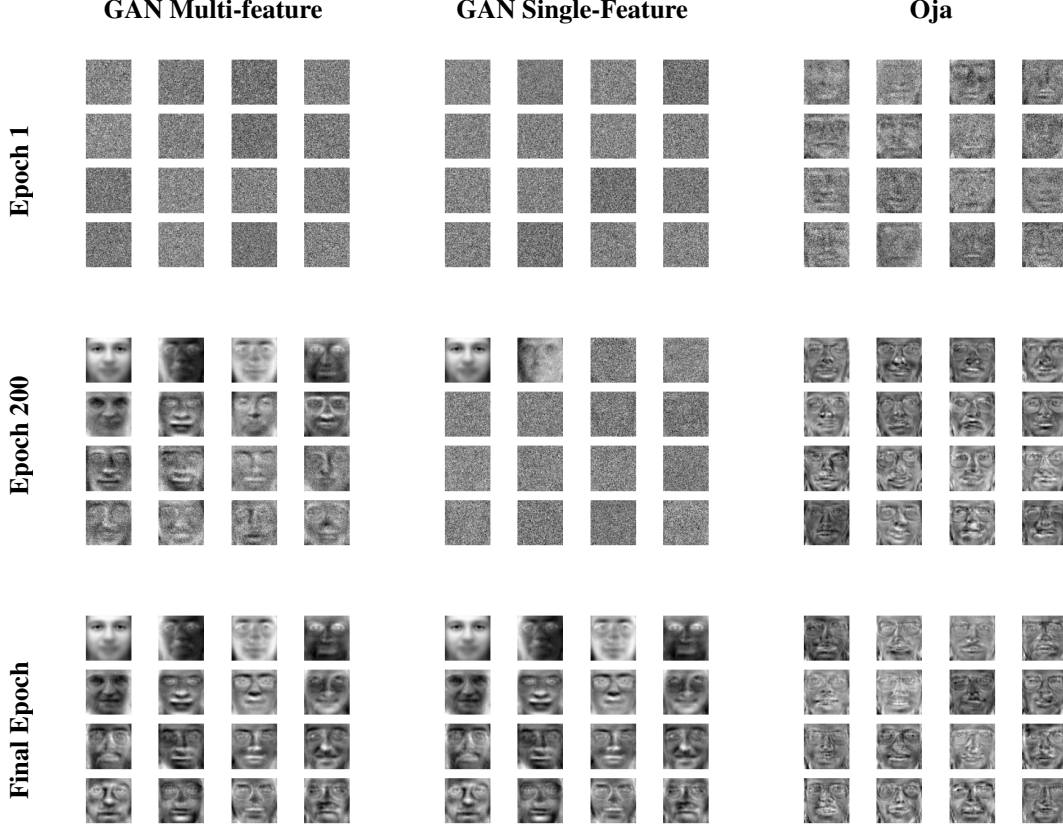 GAN Multi-feature
GAN Single-Feature
Oja
Epoch 1
Epoch 200
Final Epoch